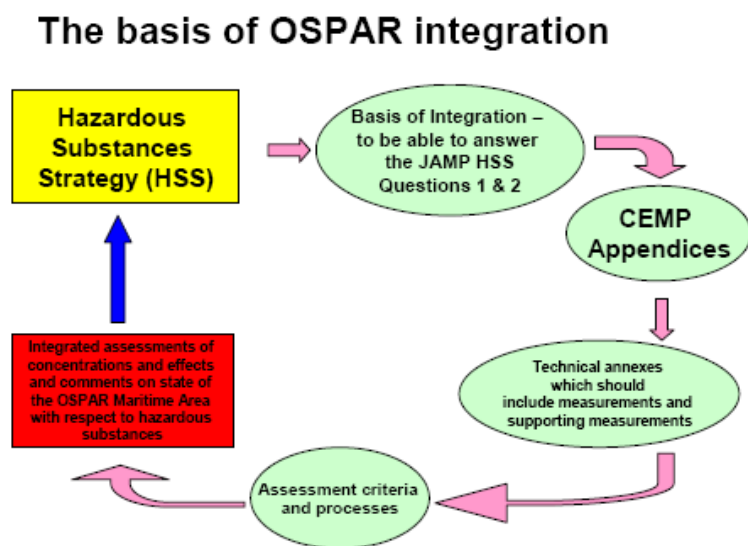 The basis of OSPAR integration
Hazardous
Substances
Strategy (HSS)
Basis of Integration –
to be able to answer
the JAMP HSS
Questions 1 & 2
CEMP
Appendices
Technical annexes
which should
include measurements and
supporting measurements
Assessment criteria
and processes
Integrated assessments of
concentrations and effects
and comments on state of
the OSPAR Maritime Area
with respect to hazardous
substances